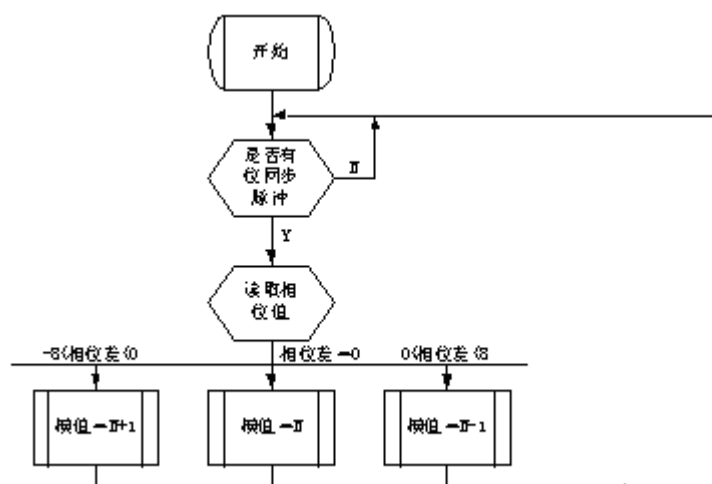 开始
是否有
位同步
脉冲
N
Y
读取相
位值
-8<相位差<0
相位差=0
0<相位差<8
模值=N+1
模值=N
模值=N-1